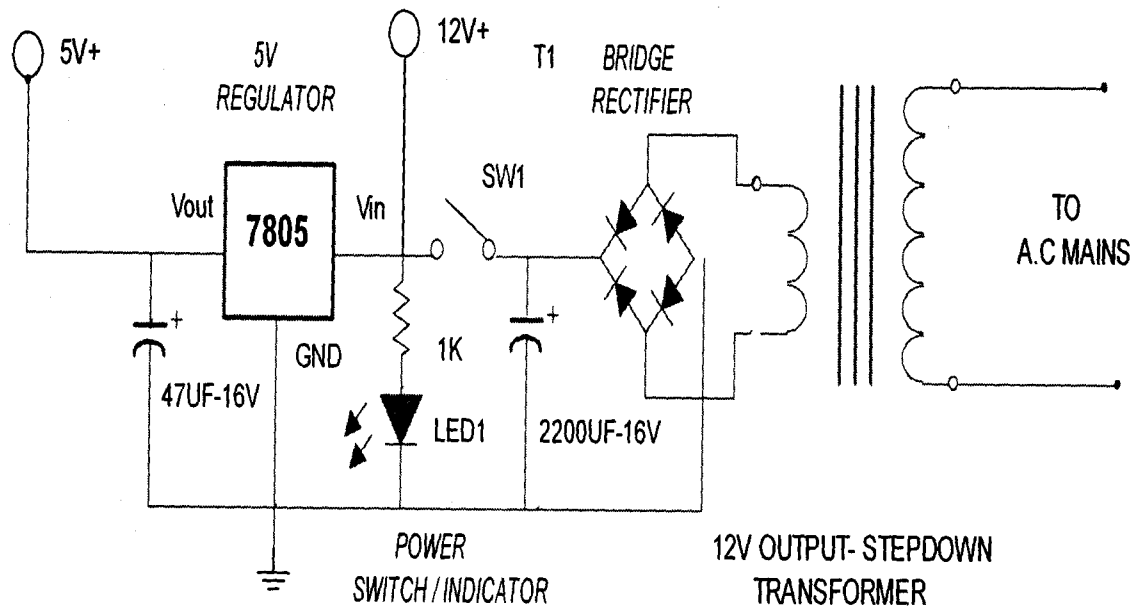 5V+
5V
REGULATOR
12V+
T1
BRIDGE
RECTIFIER
Vout
7805
Vin
SW1
TO
A.C MAINS
GND
1K
47UF-16V
LED1
2200UF-16V
POWER
SWITCH / INDICATOR
12V OUTPUT- STEPDOWN
TRANSFORMER